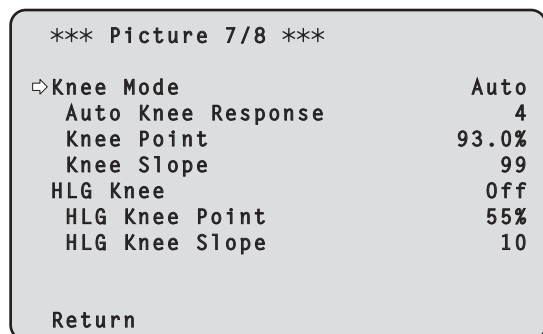 *** Picture 7/8 ***
⇨Knee Mode Auto
Auto Knee Response 4
Knee Point 93.0%
Knee Slope 99
HLG Knee Off
HLG Knee Point 55%
HLG Knee Slope 10
Return